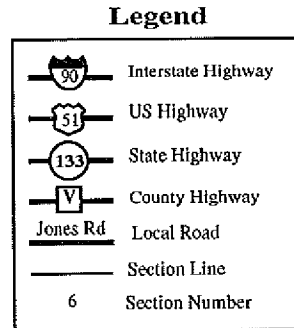 Legend
90 Interstate Highway
51 US Highway
133 State Highway
V County Highway
Jones Rd Local Road
Section Line
6 Section Number